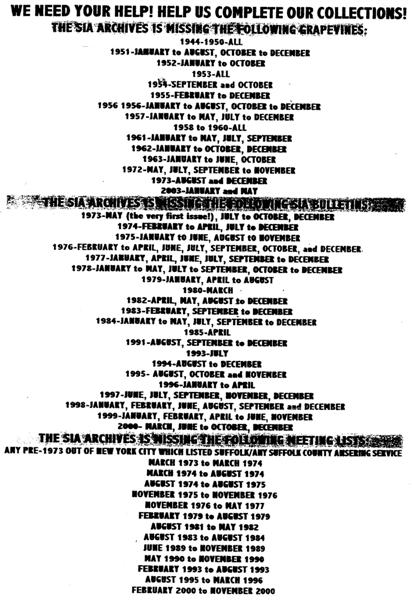 WE NEED YOUR HELP! HELP US COMPLETE OUR COLLECTIONS!
THE SIA ARCHIVES IS MISSING THE FOLLOWING GRAPEVINES:
1944-1950-ALL
1951-JANUARY to AUGUST, OCTOBER to DECEMBER
1952-JANUARY to OCTOBER
1953-ALL
1954-SEPTEMBER and OCTOBER
1955-FEBRUARY to DECEMBER
1956 1956-JANUARY to AUGUST, OCTOBER to DECEMBER
1957-JANUARY to MAY, JULY to DECEMBER
1958 to 1960-ALL
1961-JANUARY to MAY, JULY, SEPTEMBER
1962-JANUARY to OCTOBER, DECEMBER
1963-JANUARY to JUNE, OCTOBER
1972-MAY, JULY, SEPTEMBER to NOVEMBER
1973-AUGUST and DECEMBER
2003-JANUARY and MAY
THE SIA ARCHIVES IS MISSING THE FOLLOWING SIA BULLETINS:
1973-MAY (the very first issue!), JULY to OCTOBER, DECEMBER
1974-FEBRUARY to APRIL, JULY to DECEMBER
1975-JANUARY to JUNE, AUGUST to NOVEMBER
1976-FEBRUARY to APRIL, JUNE, JULY, SEPTEMBER, OCTOBER, and DECEMBER
1977-JANUARY, APRIL, JUNE, JULY, SEPTEMBER to DECEMBER
1978-JANUARY to MAY, JULY to SEPTEMBER, OCTOBER to DECEMBER
1979-JANUARY, APRIL to AUGUST
1980-MARCH
1982-APRIL, MAY, AUGUST to DECEMBER
1983-FEBRUARY, SEPTEMBER to DECEMBER
1984-JANUARY to MAY, JULY, SEPTEMBER to DECEMBER
1985-APRIL
1991-AUGUST, SEPTEMBER to DECEMBER
1993-JULY
1994-AUGUST to DECEMBER
1995- AUGUST, OCTOBER and NOVEMBER
1996-JANUARY to APRIL
1997-JUNE, JULY, SEPTEMBER, NOVEMBER, DECEMBER
1998-JANUARY, FEBRUARY, JUNE, AUGUST, SEPTEMBER and DECEMBER
1999-JANUARY, FEBRUARY, APRIL to JUNE, NOVEMBER
2000- MARCH, JUNE to OCTOBER, DECEMBER
THE SIA ARCHIVES IS MISSING THE FOLLOWING MEETING LISTS:
ANY PRE-1973 OUT OF NEW YORK CITY WHICH LISTED SUFFOLK/ANY SUFFOLK COUNTY ANSERING SERVICE
MARCH 1973 to MARCH 1974
MARCH 1974 to AUGUST 1974
AUGUST 1974 to AUGUST 1975
NOVEMBER 1975 to NOVEMBER 1976
NOVEMBER 1976 to MAY 1977
FEBRUARY 1979 to AUGUST 1979
AUGUST 1981 to MAY 1982
AUGUST 1983 to AUGUST 1984
JUNE 1989 to NOVEMBER 1989
MAY 1990 to NOVEMBER 1990
FEBRUARY 1993 to AUGUST 1993
AUGUST 1995 to MARCH 1996
FEBRUARY 2000 to NOVEMBER 2000